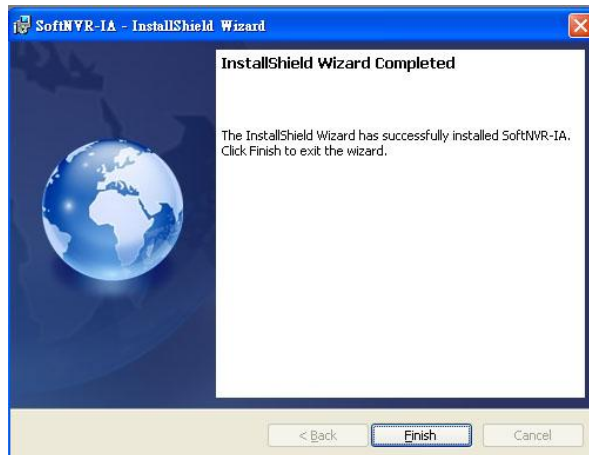 SoftNVR-IA - InstallShield Wizard
InstallShield Wizard Completed
The InstallShield Wizard has successfully installed SoftNVR-IA.
Click Finish to exit the wizard.
< Back Finish Cancel